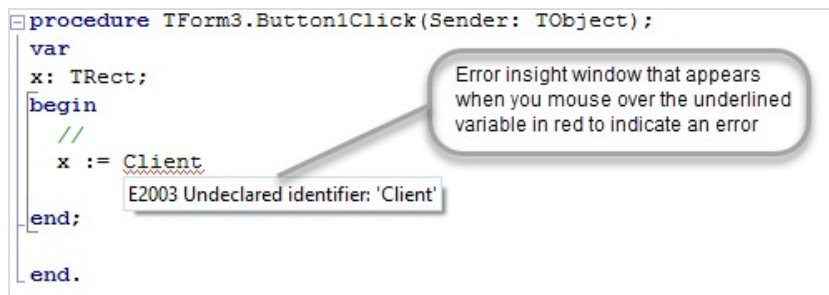 procedure TForm3.Button1Click(Sender: TObject);
var
x: TRect;
begin
//
x := Client
E2003 Undeclared identifier: 'Client'
end;
end.
Error insight window that appears
when you mouse over the underlined
variable in red to indicate an error